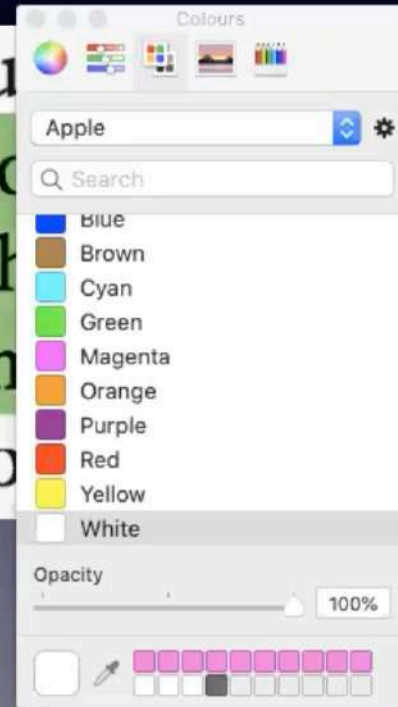 Colours
Apple
Search
Blue
Brown
Cyan
Green
Magenta
Orange
Purple
Red
Yellow
White
Opacity
100%